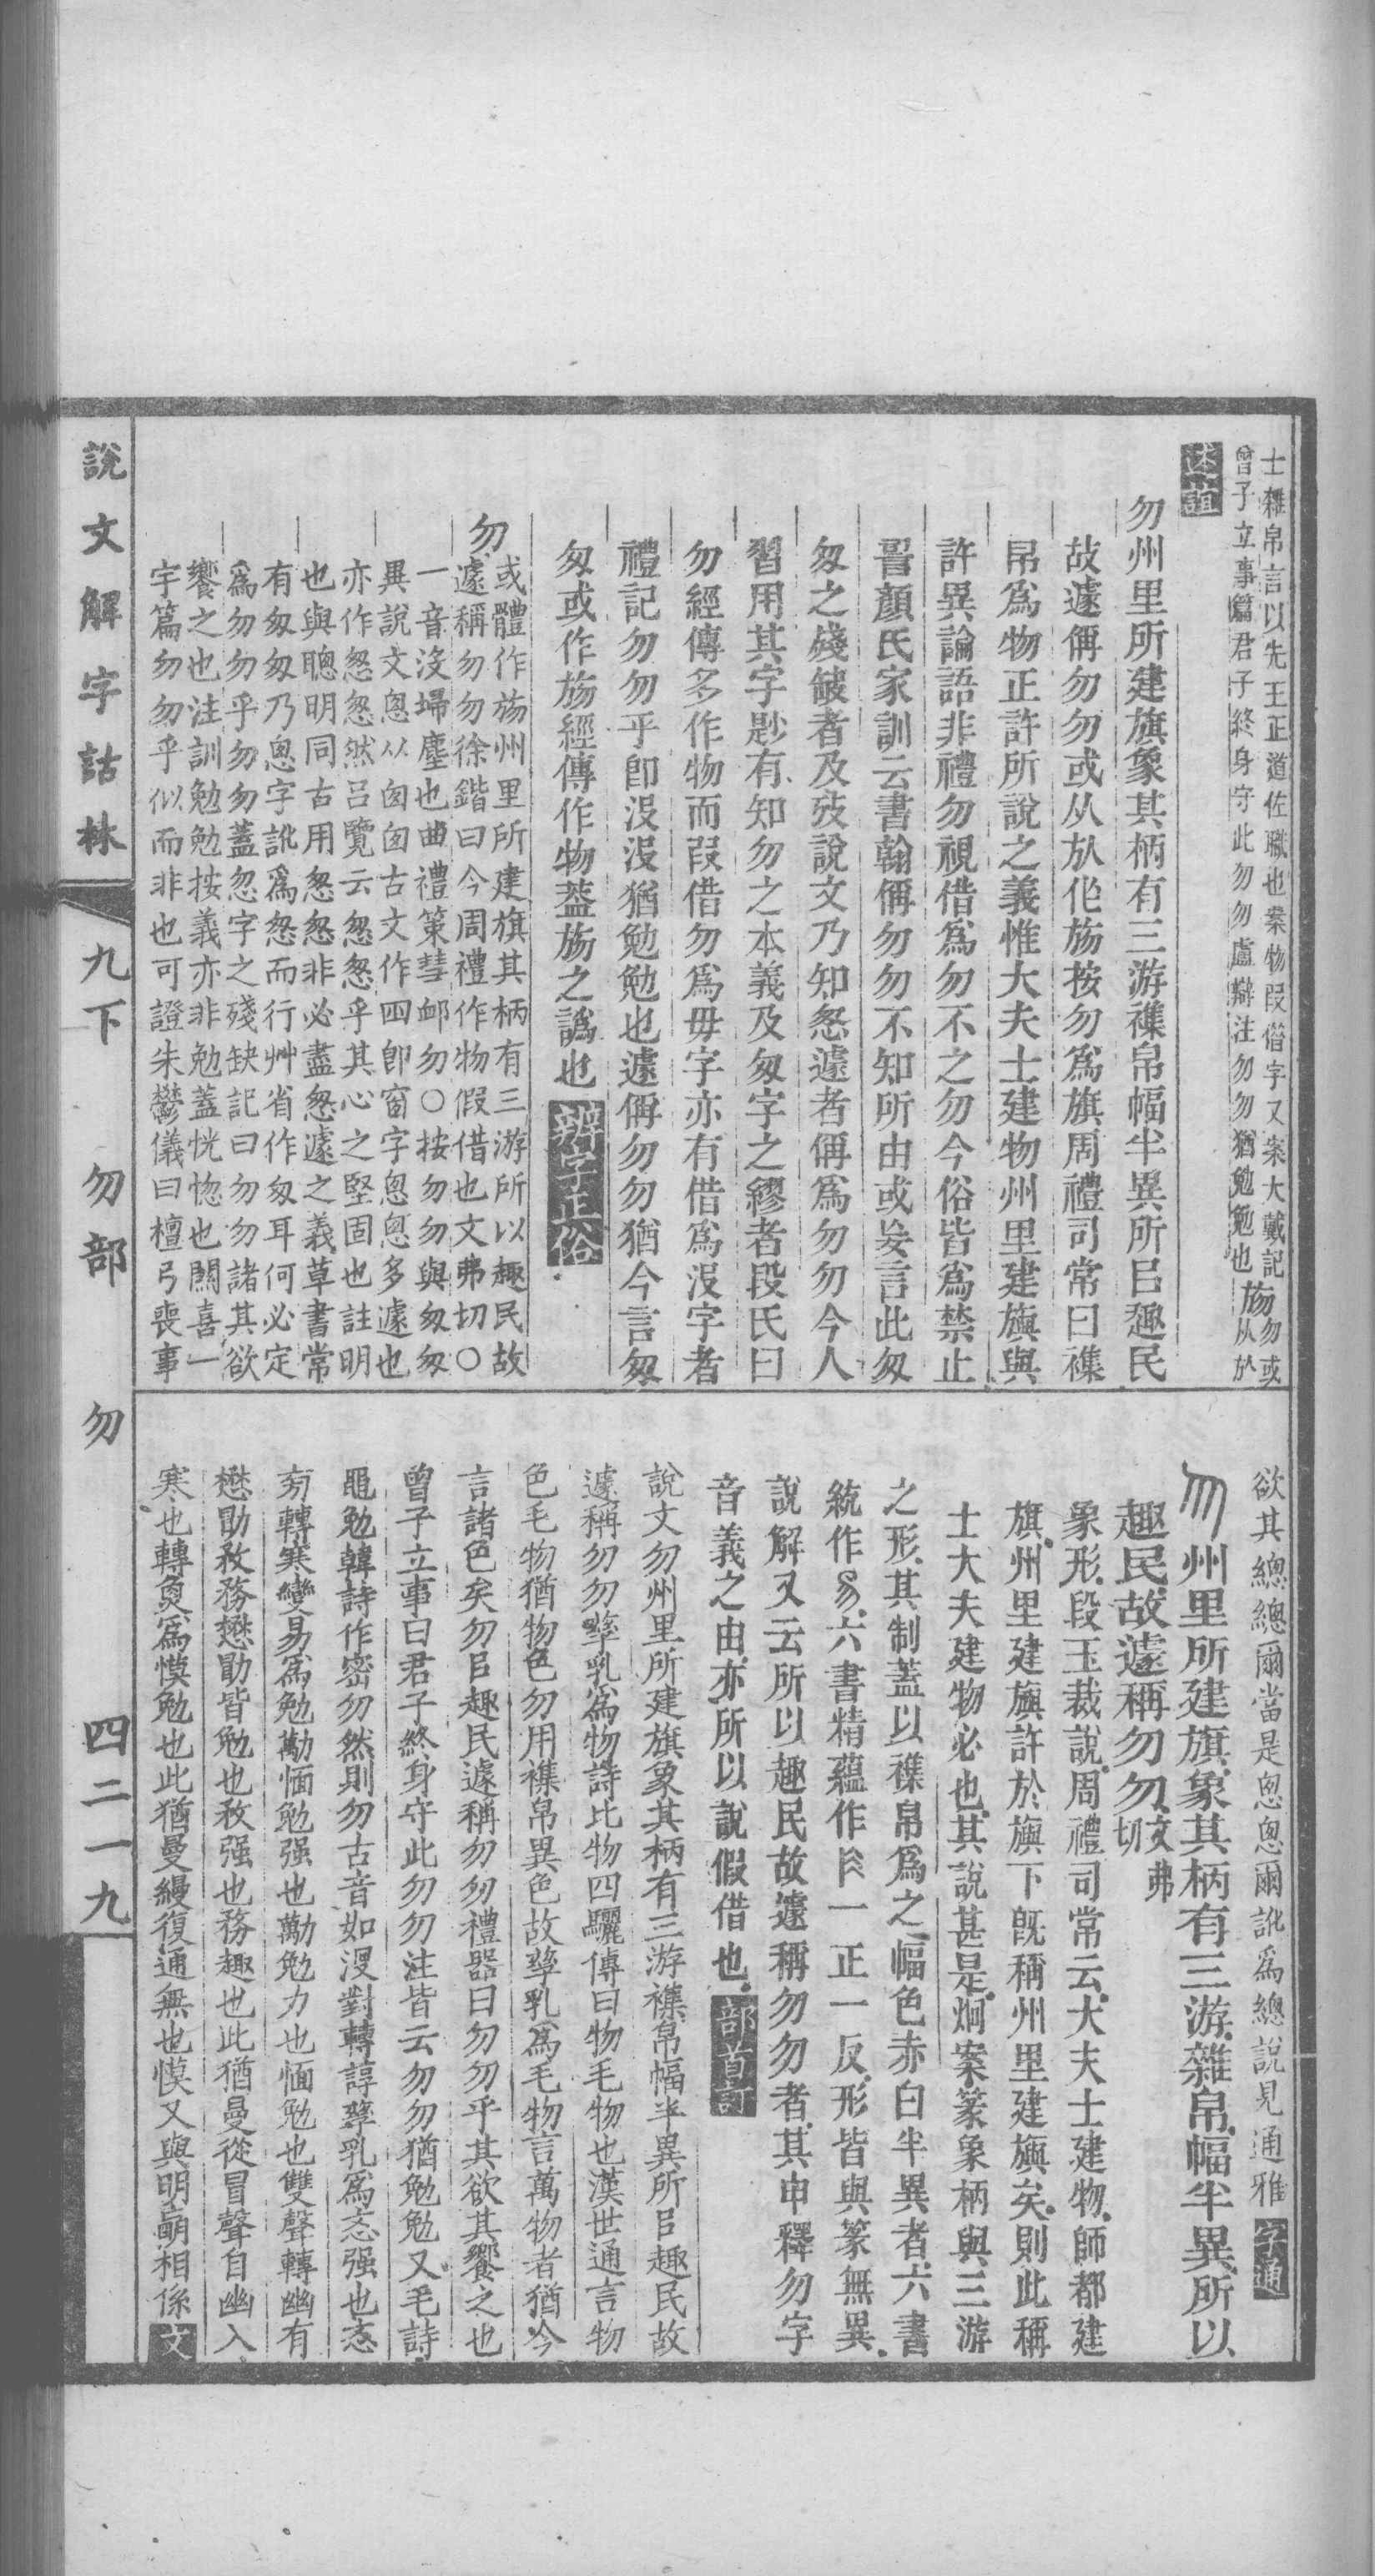 士雜帛言以先王正道佐職也案物叚借字又案大戴記
曾子立事篇君子終身守此勿勿盧辯注勿勿猶勉勉也㫃勿或
从㫃
述誼
勿州里所建旗象其柄有三游襍帛幅半異所㠯趣民
故遽偁勿勿或从㫃作𣃦按勿爲旗周禮司常曰襍
帛爲物正許所說之義惟大夫士建物州里建旟與
許異論語非禮勿視借爲勿不之勿今俗皆爲禁止
䛑顏氏家訓云書翰偁勿勿不知所由或妄言此匆
匆之殘皴者及攷說文乃知怱遽者偁爲勿勿今人
習用其字尟有知勿之本義及匆字之繆者段氏曰
勿經傳多作物而叚借勿爲毋字亦有借爲沒字者
禮記勿勿乎卽沒沒猶勉勉也遽偁勿勿猶今言匆
匆或作𣃦經傳作物葢𣃦之譌也辨字正俗
勿
或體作𣃦州里所建旗其柄有三游所以趣民故
遽稱勿勿徐鍇曰今周禮作物假借也文弗切○
一音沒埽塵也曲禮策彗卹勿○按勿勿與匆匆
異說文悤从囪囪古文作四卽窗字悤悤多遽也
亦作怱怱然呂覽云怱怱乎其心之堅固也註明
也與聰明同古用怱怱非必盡怱遽之義草書常
有匆匆乃悤字訛爲怱而行艸省作匆耳何必定
爲勿勿乎勿勿蓋忽字之殘缺記曰勿勿諸其欲
饗之也注訓勉勉按義亦非勉蓋恍惚也闗喜一
宇篇勿勿乎似而非也可證朱鬱儀曰檀弓喪事
欲其總總爾當是悤悤爾訛爲總說見通雅字通
勿州里所建旗象其柄有三游雜帛幅半異所以
趣民故遽稱勿勿文弗切
象形段玉裁說周禮司常云大夫士建物師都建
旗州里建旟許於旟下旣稱州里建旟矣則此稱
士大夫建物必也其說甚是炯案篆象柄與三游
之形其制蓋以襍帛爲之幅色赤白半異者六書
統作昜六書精蘊作𠇍一正一反形皆與篆無異
說解又云所以趣民故遽稱勿勿者其申釋勿字
音義之由亦所以說假借也部首訂
說文勿州里所建旗象其柄有三游襍帛幅半異所㠯趣民故
遽稱勿勿孳乳爲物詩比物四驪傳曰物毛物也漢世通言物
色毛物猶物色勿用襍帛異色故孳乳爲毛物言萬物者猶今
言諸色矣勿㠯趣民遽稱勿勿禮器曰勿勿乎其欲其饗之也
曾子立事曰君子終身守此勿勿注皆云勿勿猶勉勉又毛詩
黽勉韓詩作密勿然則勿古音如沒對轉諄孳乳爲忞强也忞
㫄轉寒變易爲勉勱愐勉强也勱勉力也愐勉也雙聲轉幽有
懋勖敄務懋勖皆勉也敄强也務趣也此猶曼從冒聲自幽入
寒也轉魚爲慔勉也此猶曼縵復通無也慔又與明萌相係文
說文解字詁林
九下
勿部
勿
四二一九